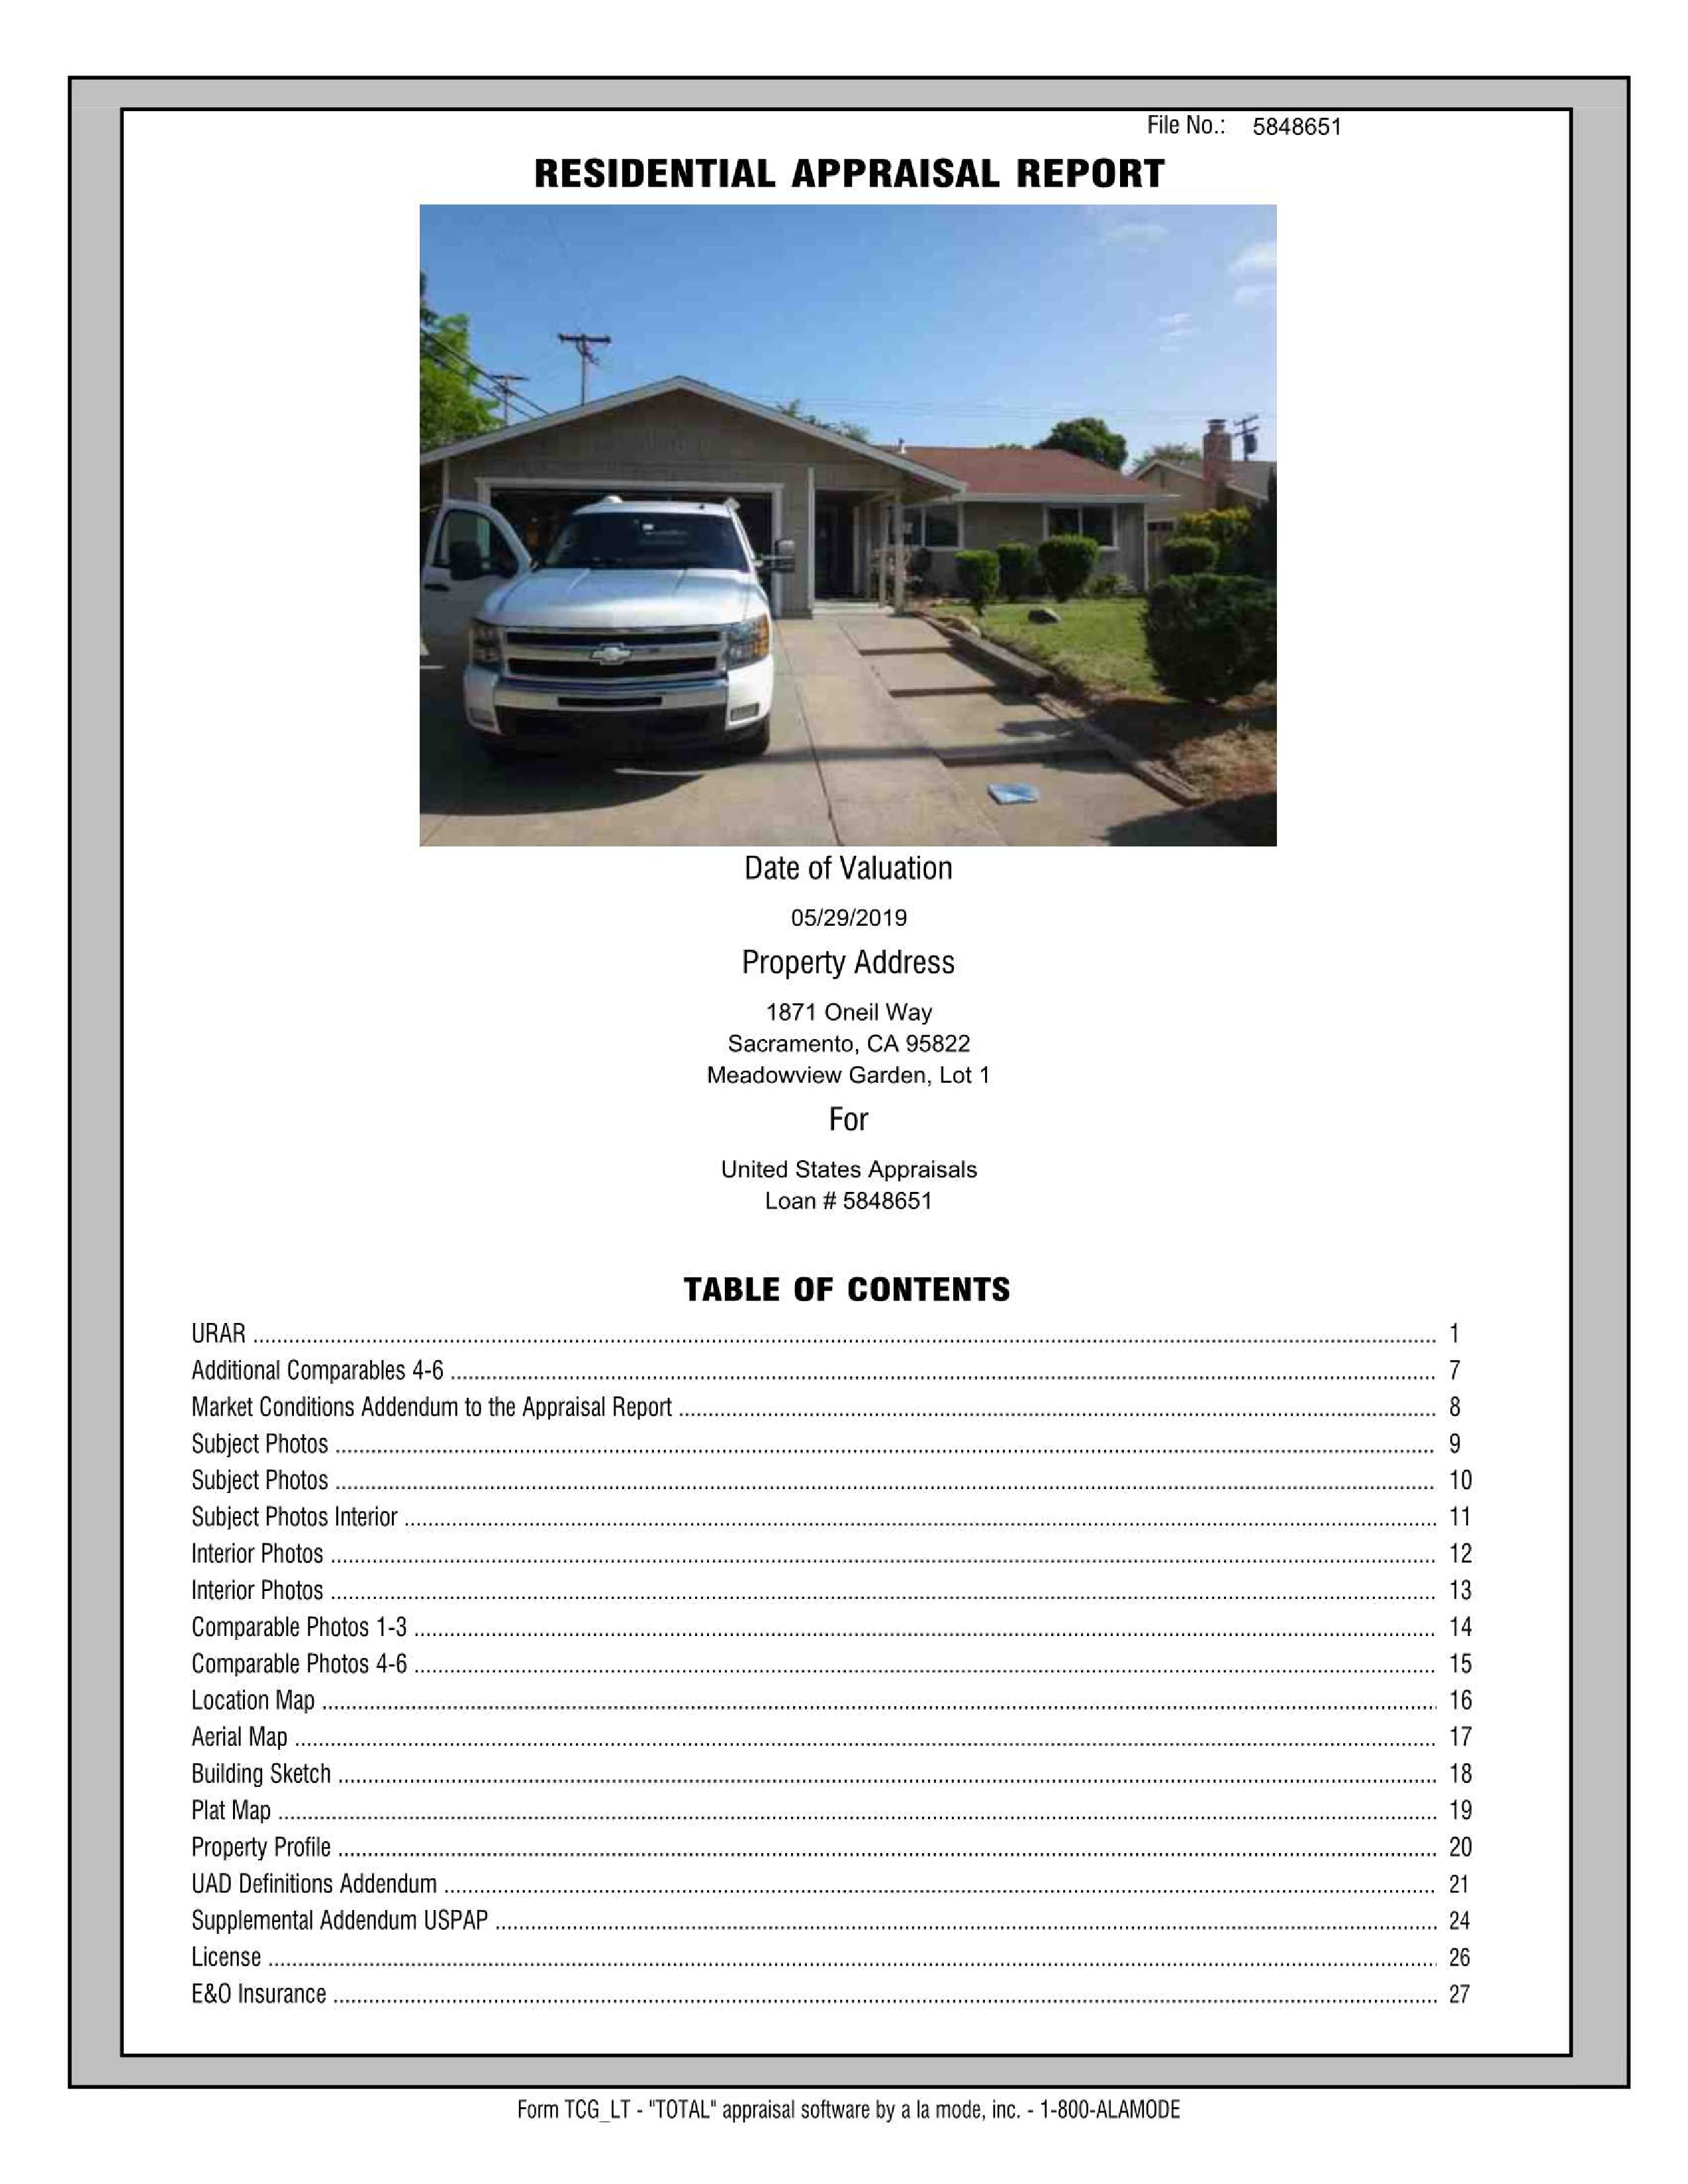 File No.: 5848651
RESIDENTIAL APPRAISAL REPORT
Date of Valuation
05/29/2019
Property Address
1871 Oneil Way
Sacramento, CA 95822
Meadowview Garden, Lot 1
For
United States Appraisals
Loan # 5848651
TABLE OF CONTENTS
URAR 1
Additional Comparables 4-6 7
Market Conditions Addendum to the Appraisal Report 8
Subject Photos 9
Subject Photos 10
Subject Photos Interior 11
Interior Photos 12
Interior Photos 13
Comparable Photos 1-3 14
Comparable Photos 4-6 15
Location Map 16
Aerial Map 17
Building Sketch 18
Plat Map 19
Property Profile 20
UAD Definitions Addendum 21
Supplemental Addendum USPAP 24
License 26
E&O Insurance 27
Form TCG_LT - "TOTAL" appraisal software by a la mode, inc. - 1-800-ALAMODE